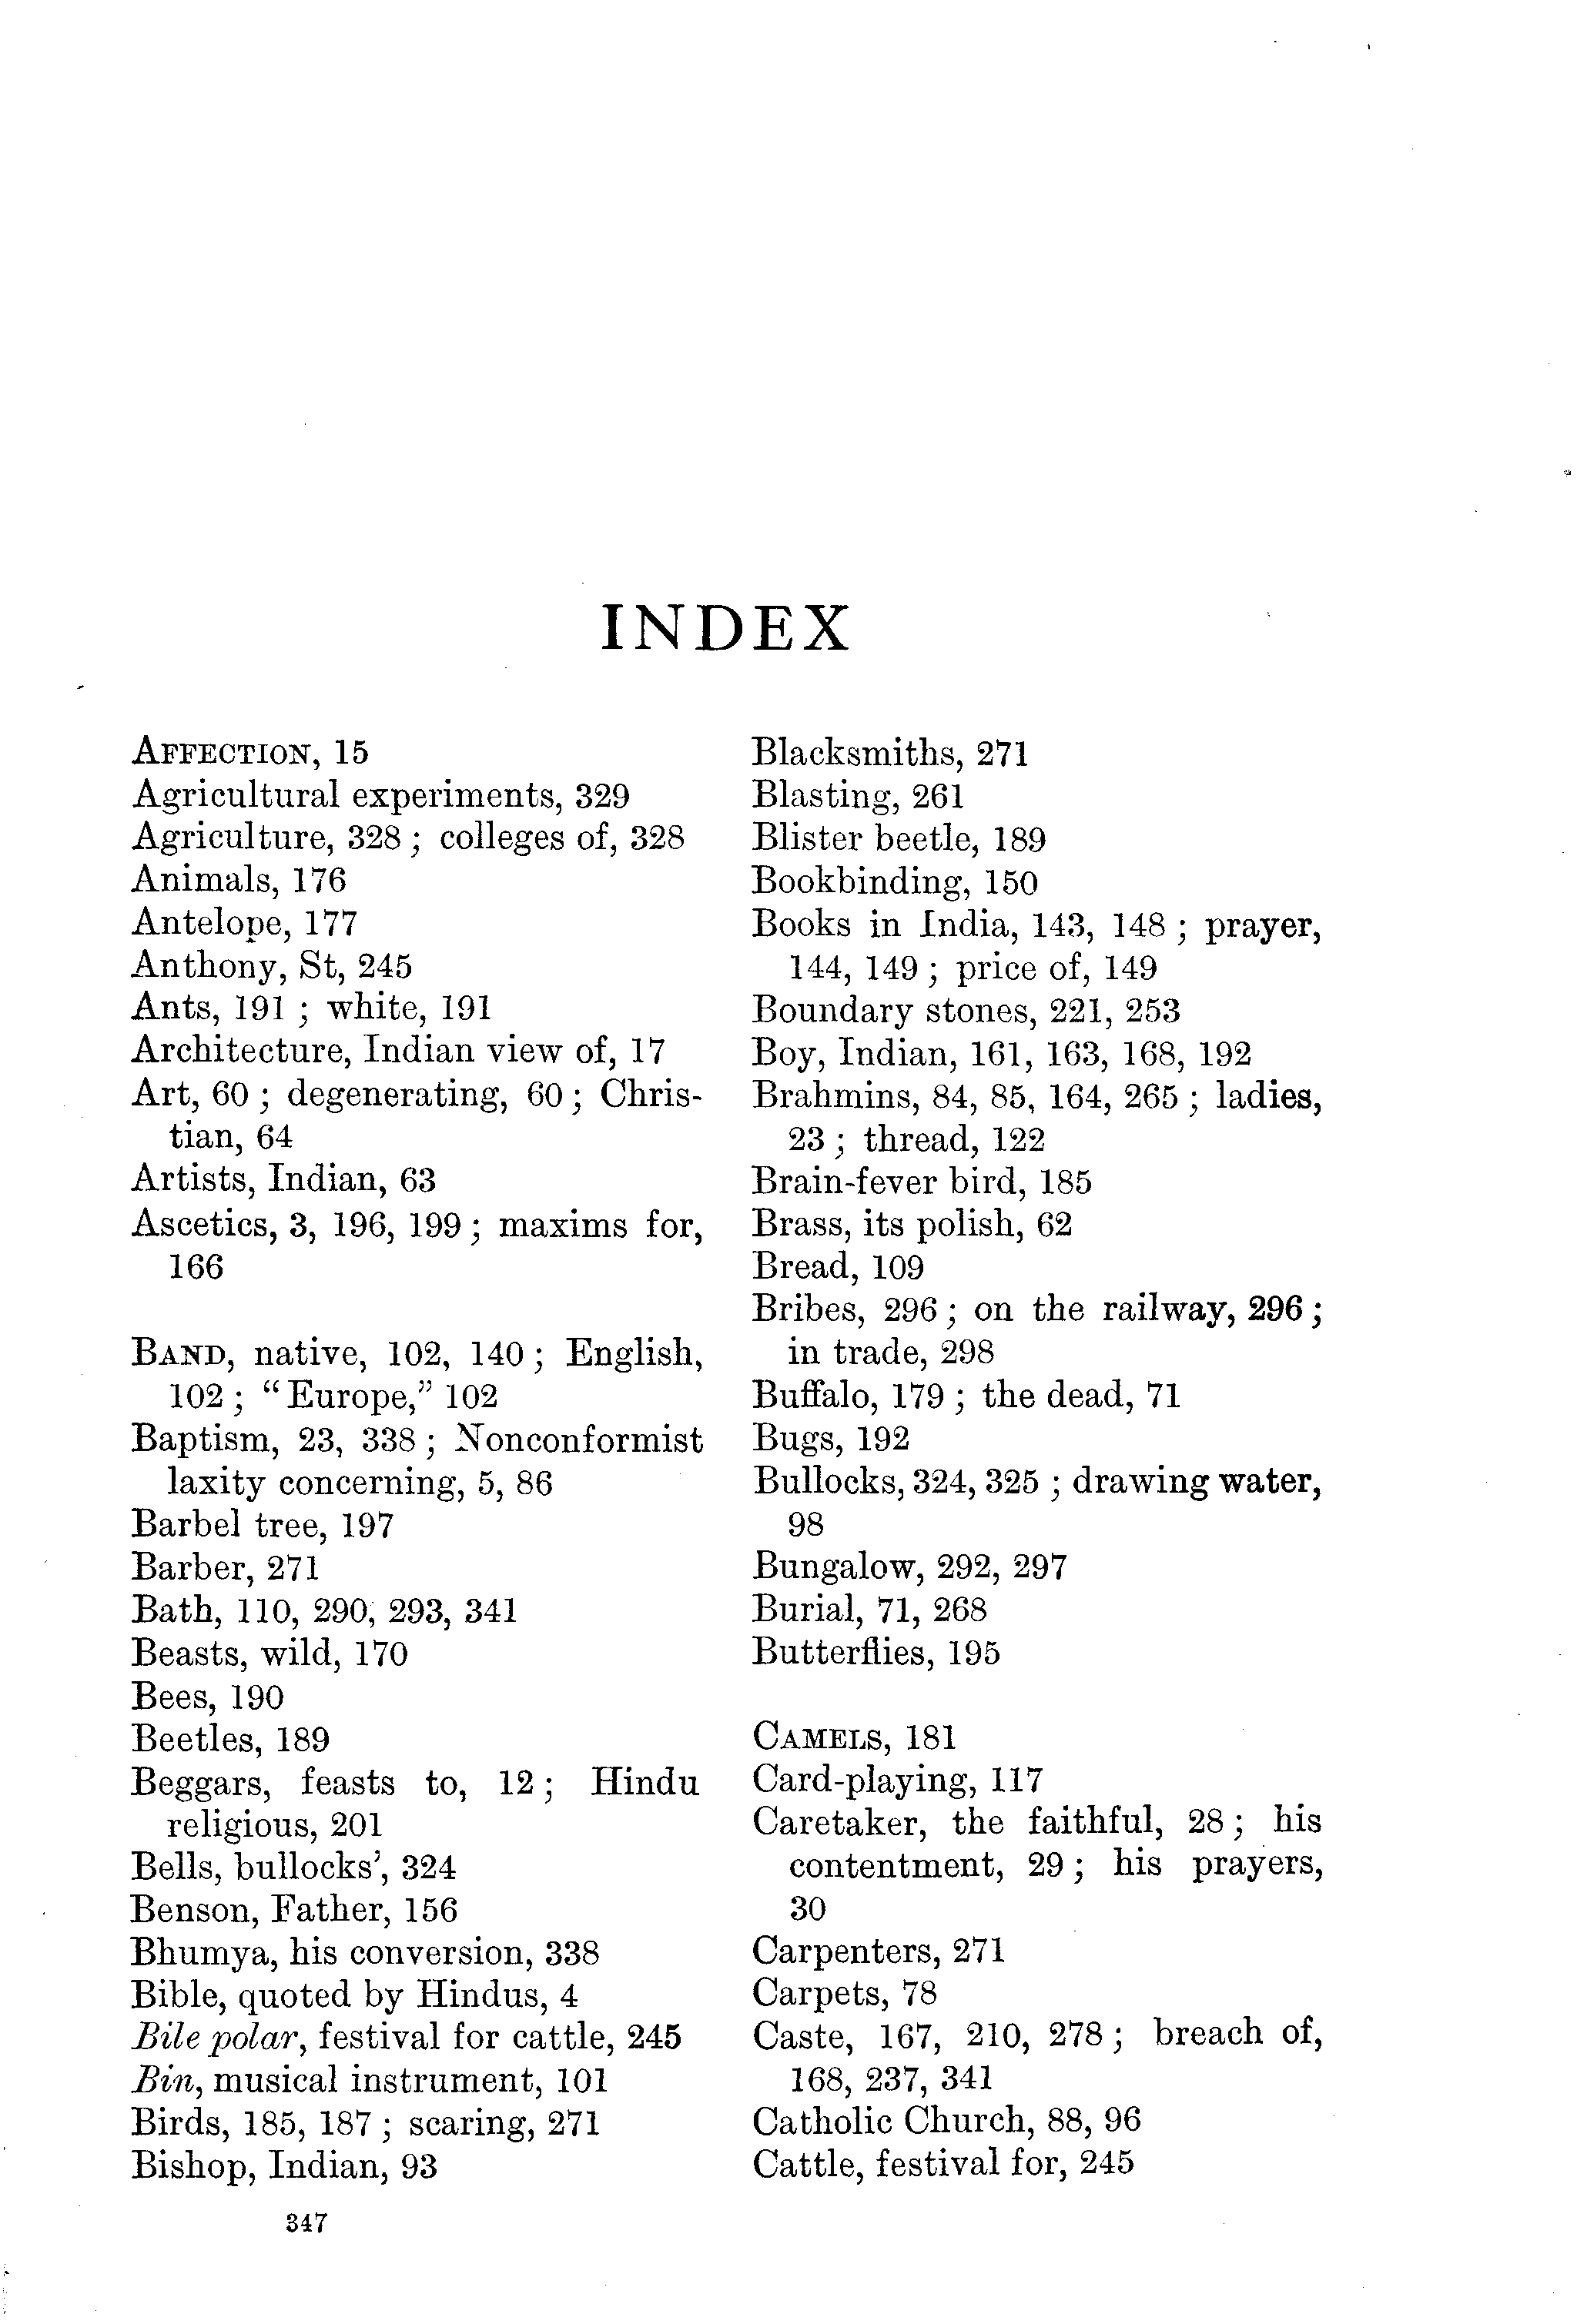 INDEX
AFFECTION, 15
Agricultural experiments, 329
Agriculture, 328 ; colleges of, 328
Animals, 176
Antelope, 177
Anthony, St, 245
Ants, 191 ; white, 191
Architecture, Indian view of, 17
Art, 60 ; degenerating, 60 ; Chris-
tian, 64
Artists, Indian, 63
Ascetics, 3, 196, 199 ; maxims for,
166
BAND, native, 102, 140 ; English,
102 ; “Europe,” 102
Baptism, 23, 338 ; Nonconformist
laxity concerning, 5, 86
Barbel tree, 197
Barber, 271
Bath, 110, 290, 293, 341
Beasts, wild, 170
Bees, 190
Beetles, 189
Beggars, feasts to, 12 ; Hindu
religious, 201
Bells, bullocks’, 324
Benson, Father, 156
Bhumya, his conversion, 338
Bible, quoted by Hindus, 4
Bile polar, festival for cattle, 245
Bin, musical instrument, 101
Birds, 185, 187 ; scaring, 271
Bishop, Indian, 93
Blacksmiths, 271
Blasting, 261
Blister beetle, 189
Bookbinding, 150
Books in India, 143, 148 ; prayer,
144, 149 ; price of, 149
Boundary stones, 221, 253
Boy, Indian, 161, 163, 168, 192
Brahmins, 84, 85, 164, 265 ; ladies,
23 ; thread, 122
Brain-fever bird, 185
Brass, its polish, 62
Bread, 109
Bribes, 296 ; on the railway, 296 ;
in trade, 298
Buffalo, 179 ; the dead, 71
Bugs, 192
Bullocks, 324, 325 ; drawing water,
98
Bungalow, 292, 297
Burial, 71, 268
Butterflies, 195
CAMELS, 181
Card-playing, 117
Caretaker, the faithful, 28 ; his
contentment, 29 ; his prayers,
30
Carpenters, 271
Carpets, 78
Caste, 167, 210, 278 ; breach of,
168, 237, 341
Catholic Church, 88, 96
Cattle, festival for, 245
347